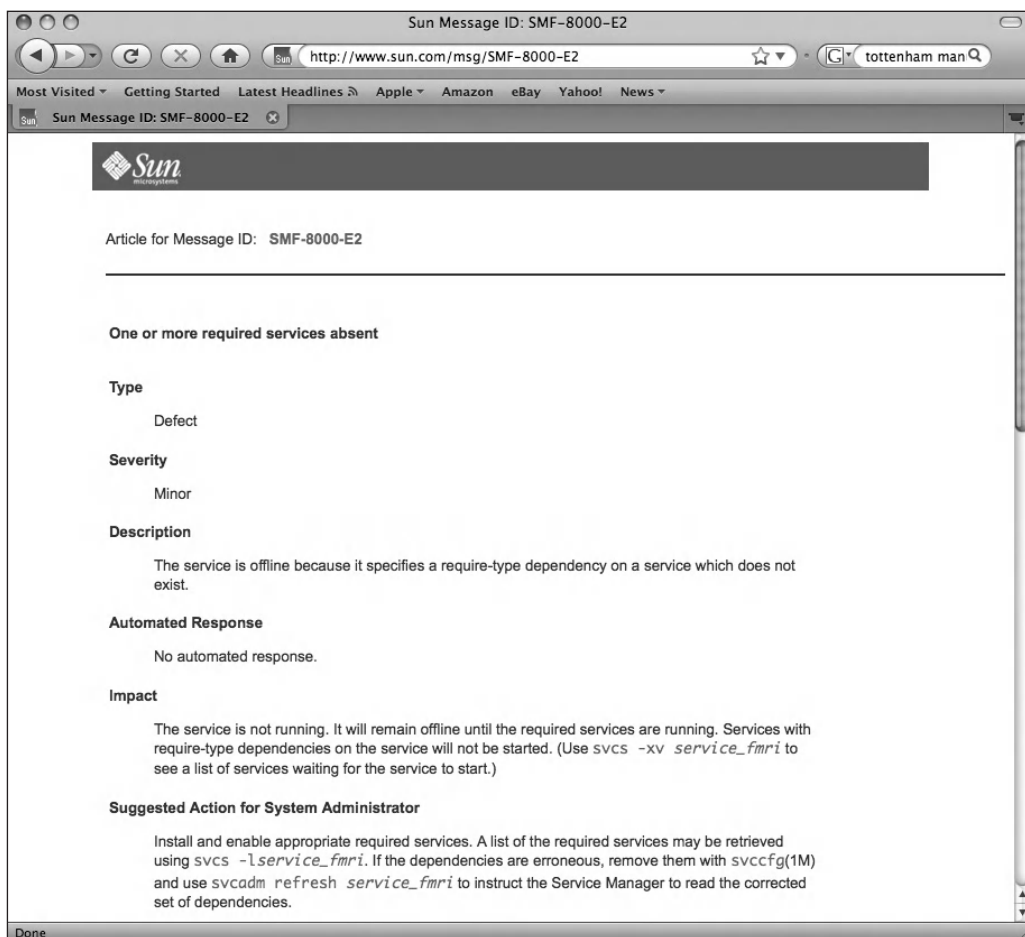 Sun Message ID: SMF-8000-E2
Sun http://www.sun.com/msg/SMF-8000-E2 G tottenham man
Most Visited Getting Started Latest Headlines Apple Amazon eBay Yahoo! News
Sun Sun Message ID: SMF-8000-E2
Sun
microsystems
Article for Message ID: SMF-8000-E2
One or more required services absent
Type
Defect
Severity
Minor
Description
The service is offline because it specifies a require-type dependency on a service which does not
exist.
Automated Response
No automated response.
Impact
The service is not running. It will remain offline until the required services are running. Services with
require-type dependencies on the service will not be started. (Use svcs -xv service_fmri to
see a list of services waiting for the service to start.)
Suggested Action for System Administrator
Install and enable appropriate required services. A list of the required services may be retrieved
using svcs -lservice_fmri. If the dependencies are erroneous, remove them with svccfg(1M)
and use svcadm refresh service_fmri to instruct the Service Manager to read the corrected
set of dependencies.
Done